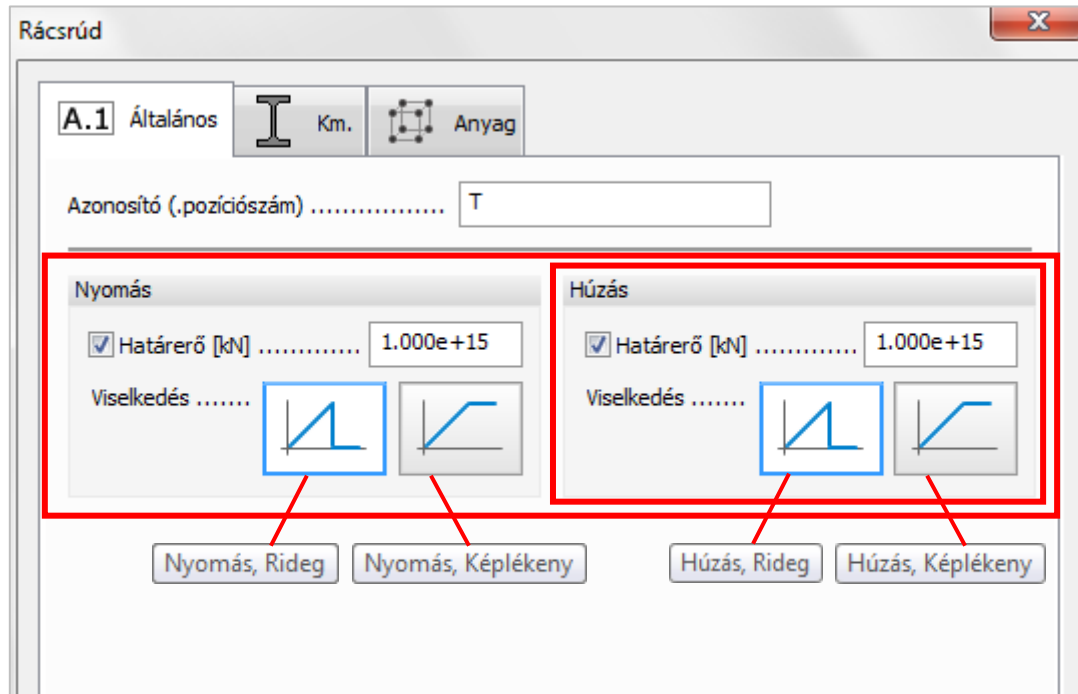 Rácsrúd
A.1 Általános
Km.
Anyag
Azonosító (.pozíciószám) ................. T
Nyomás
Határerő [kN] ............. 1.000e+15
Viselkedés .......
Húzás
Határerő [kN] ............. 1.000e+15
Viselkedés .......
Nyomás, Rideg
Nyomás, Képlékeny
Húzás, Rideg
Húzás, Képlékeny